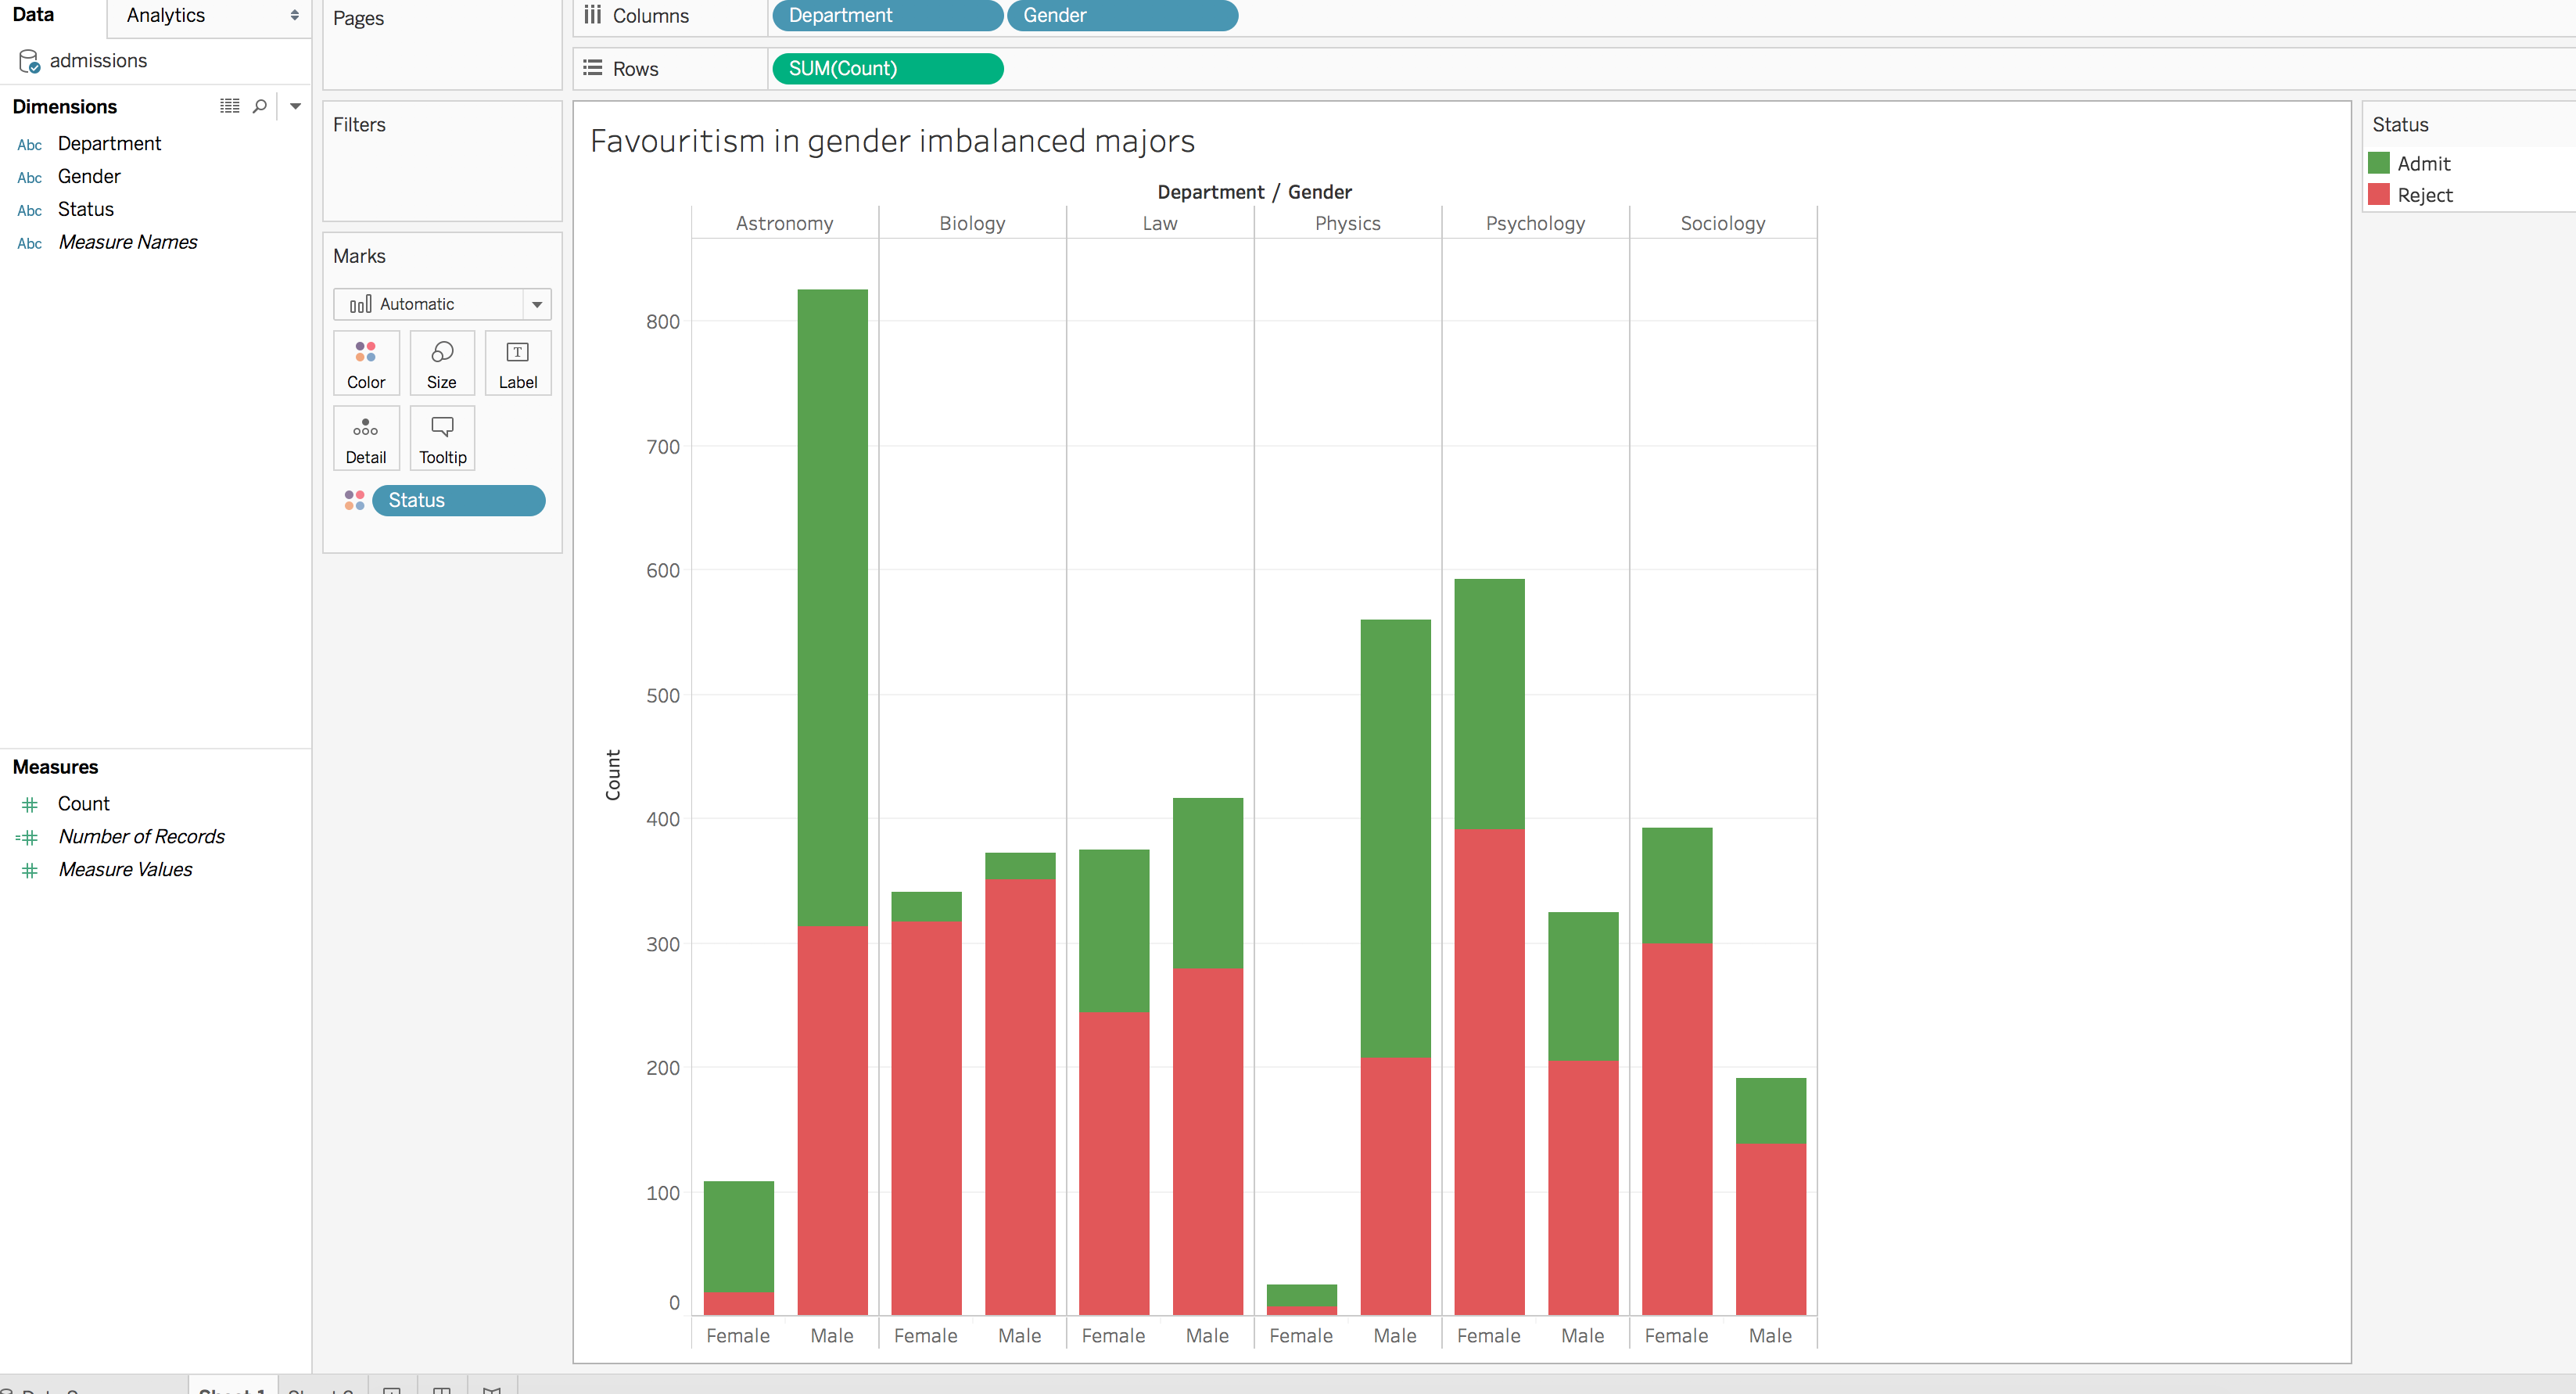 Data
Analytics
admissions
Dimensions
Abc Department
Abc Gender
Abc Status
Abc Measure Names
Measures
Count
Number of Records
Measure Values
Pages
Filters
Marks
Automatic
Color Size Label
Detail Tooltip
Status
Columns Department Gender
Rows SUM(Count)
Favouritism in gender imbalanced majors
Department / Gender
Astronomy Biology Law Physics Psychology Sociology
800
700
600
500
400
300
200
100
0
Count
Female Male Female Male Female Male Female Male Female Male Female Male
Status
Admit
Reject
Sheet 1